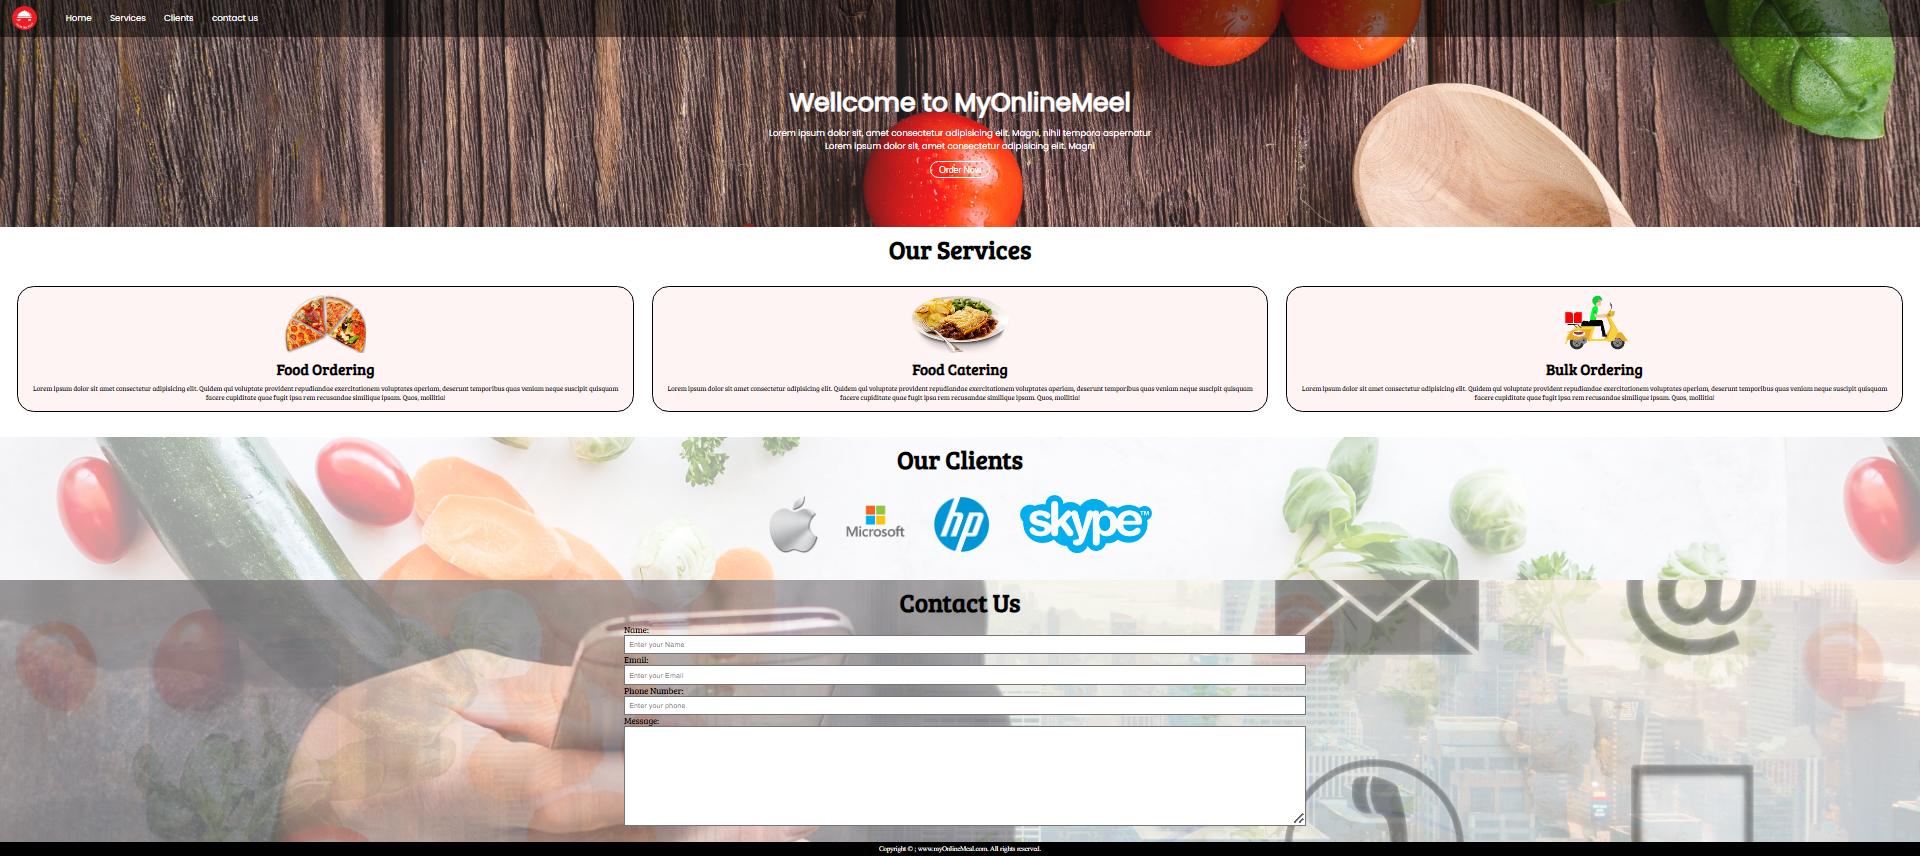 Home Services Clients contact us
Wellcome to MyOnlineMeel
Lorem ipsum dolor sit, amet consectetur adipisicing elit. Magni, nihil tempora aspernatur
Lorem ipsum dolor sit, amet consectetur adipisicing elit. Magni
Order Now
Our Services
Food Ordering
Lorem ipsum dolor sit amet consectetur adipisicing elit. Quidem qui voluptate provident repudiandae exercitationem voluptates aperiam, deserunt temporibus quas veniam neque suscipit quisquam
facere cupiditate quae fugit ipsa rem recusandae similique ipsam. Quos, mollitia!
Food Catering
Lorem ipsum dolor sit amet consectetur adipisicing elit. Quidem qui voluptate provident repudiandae exercitationem voluptates aperiam, deserunt temporibus quas veniam neque suscipit quisquam
facere cupiditate quae fugit ipsa rem recusandae similique ipsam. Quos, mollitia!
Bulk Ordering
Lorem ipsum dolor sit amet consectetur adipisicing elit. Quidem qui voluptate provident repudiandae exercitationem voluptates aperiam, deserunt temporibus quas veniam neque suscipit quisquam
facere cupiditate quae fugit ipsa rem recusandae similique ipsam. Quos, mollitia!
Our Clients
Microsoft
hp
skype™
Contact Us
Name:
Enter your Name
Email:
Enter your Email
Phone Number:
Enter your phone
Message:
Copyright © ; www.myOnlineMeal.com. All rights reserved.